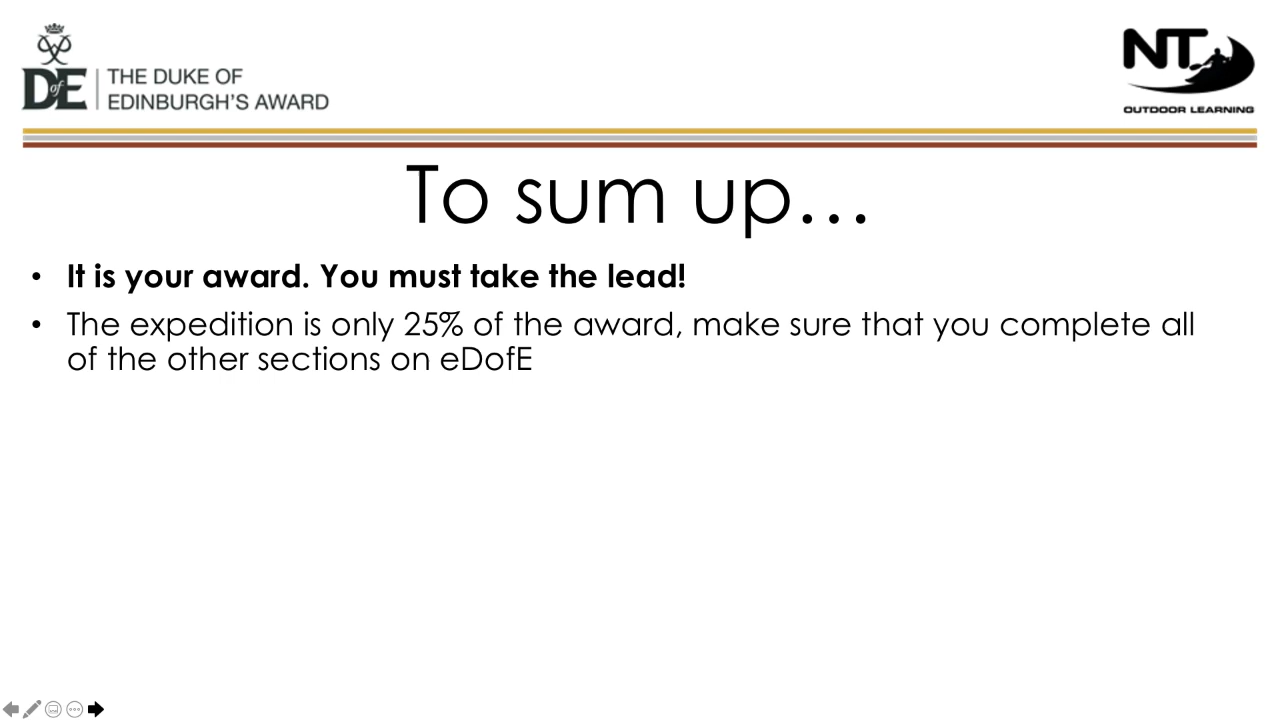 DofE
THE DUKE OF
EDINBURGH'S AWARD
NT
OUTDOOR LEARNING
To sum up...
• It is your award. You must take the lead!
• The expedition is only 25% of the award, make sure that you complete all
of the other sections on eDofE